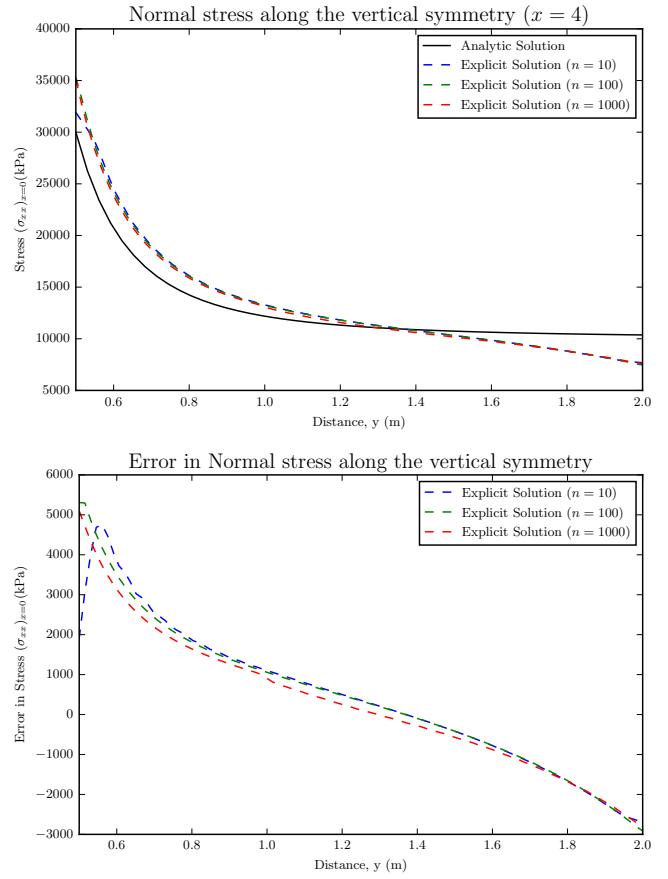 Normal stress along the vertical symmetry (x = 4)
Analytic Solution
Explicit Solution (n = 10)
Explicit Solution (n = 100)
Explicit Solution (n = 1000)
40000
35000
30000
25000
20000
15000
10000
5000
Stress (σxx)x=0(kPa)
0.6 0.8 1.0 1.2 1.4 1.6 1.8 2.0
Distance, y (m)
Error in Normal stress along the vertical symmetry
Explicit Solution (n = 10)
Explicit Solution (n = 100)
Explicit Solution (n = 1000)
6000
5000
4000
3000
2000
1000
0
−1000
−2000
−3000
Error in Stress (σxx)x=0(kPa)
0.6 0.8 1.0 1.2 1.4 1.6 1.8 2.0
Distance, y (m)